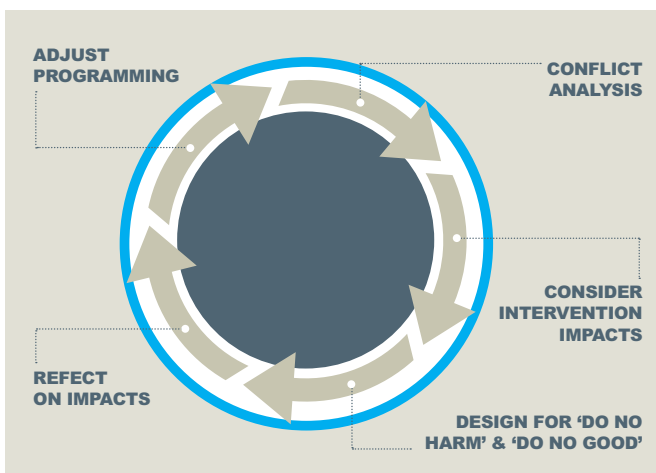 ADJUST
PROGRAMMING
CONFLICT
ANALYSIS
CONSIDER
INTERVENTION
IMPACTS
DESIGN FOR ‘DO NO
HARM’ & ‘DO NO GOOD’
REFECT
ON IMPACTS